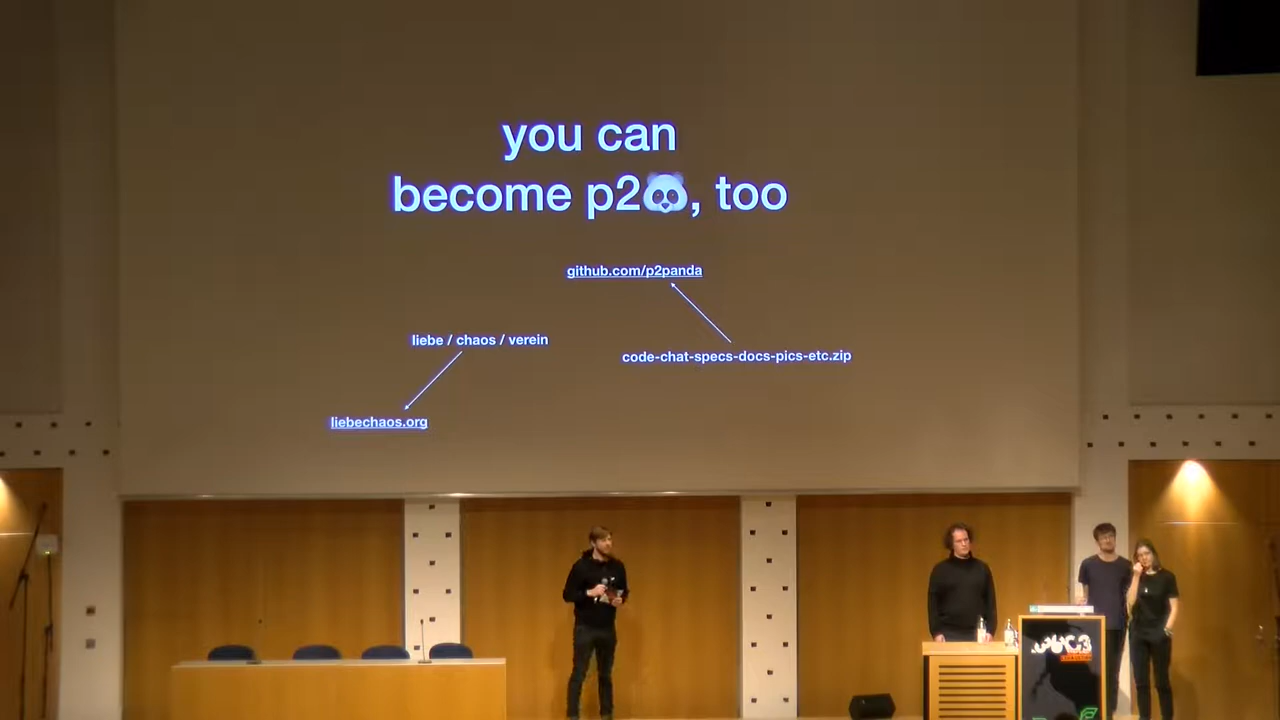 you can
become p2🐼, too
github.com/p2panda
liebe / chaos / verein
code-chat-specs-docs-pics-etc.zip
liebechaos.org